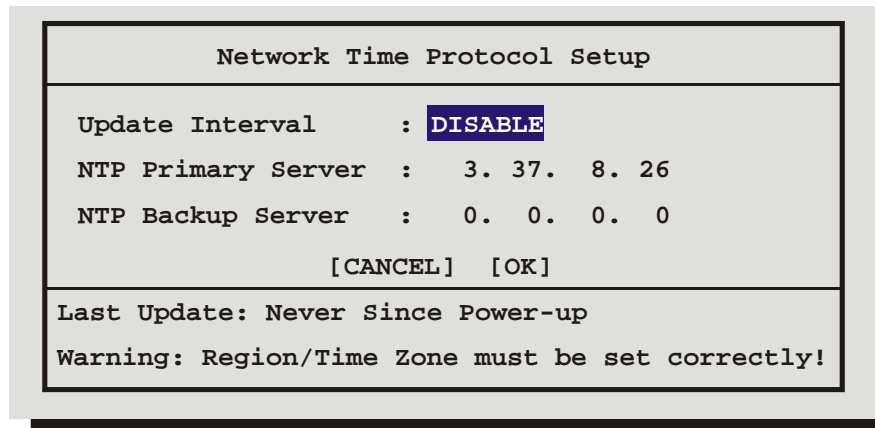 Network Time Protocol Setup
Update Interval : DISABLE
NTP Primary Server : 3. 37. 8. 26
NTP Backup Server : 0. 0. 0. 0
[CANCEL] [OK]
Last Update: Never Since Power-up
Warning: Region/Time Zone must be set correctly!